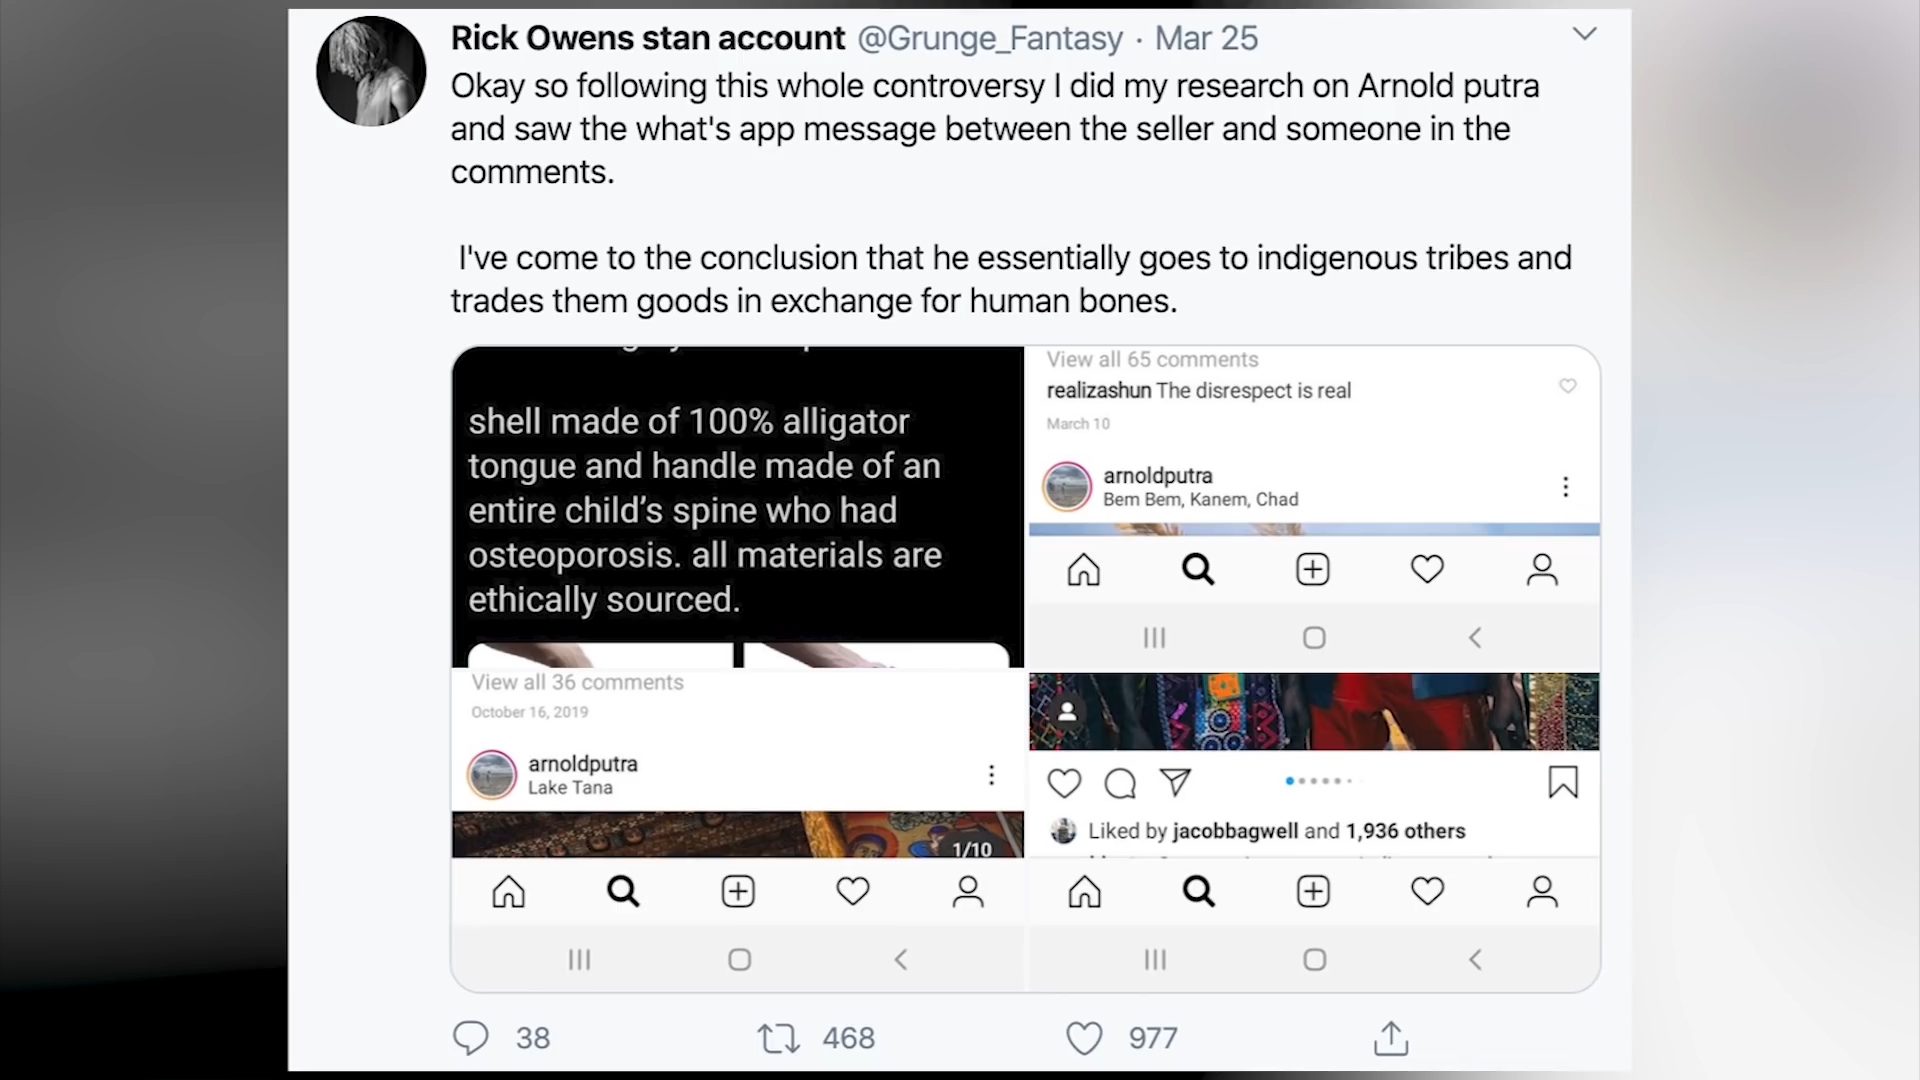 Rick Owens stan account @Grunge_Fantasy · Mar 25
Okay so following this whole controversy I did my research on Arnold putra
and saw the what's app message between the seller and someone in the
comments.
I've come to the conclusion that he essentially goes to indigenous tribes and
trades them goods in exchange for human bones.
shell made of 100% alligator
tongue and handle made of an
entire child's spine who had
osteoporosis. all materials are
ethically sourced.
View all 65 comments
realizashun The disrespect is real
March 10
arnoldputra
Bem Bem, Kanem, Chad
View all 36 comments
October 16, 2019
arnoldputra
Lake Tana
1/10
Liked by jacobbagwell and 1,936 others
38
468
977